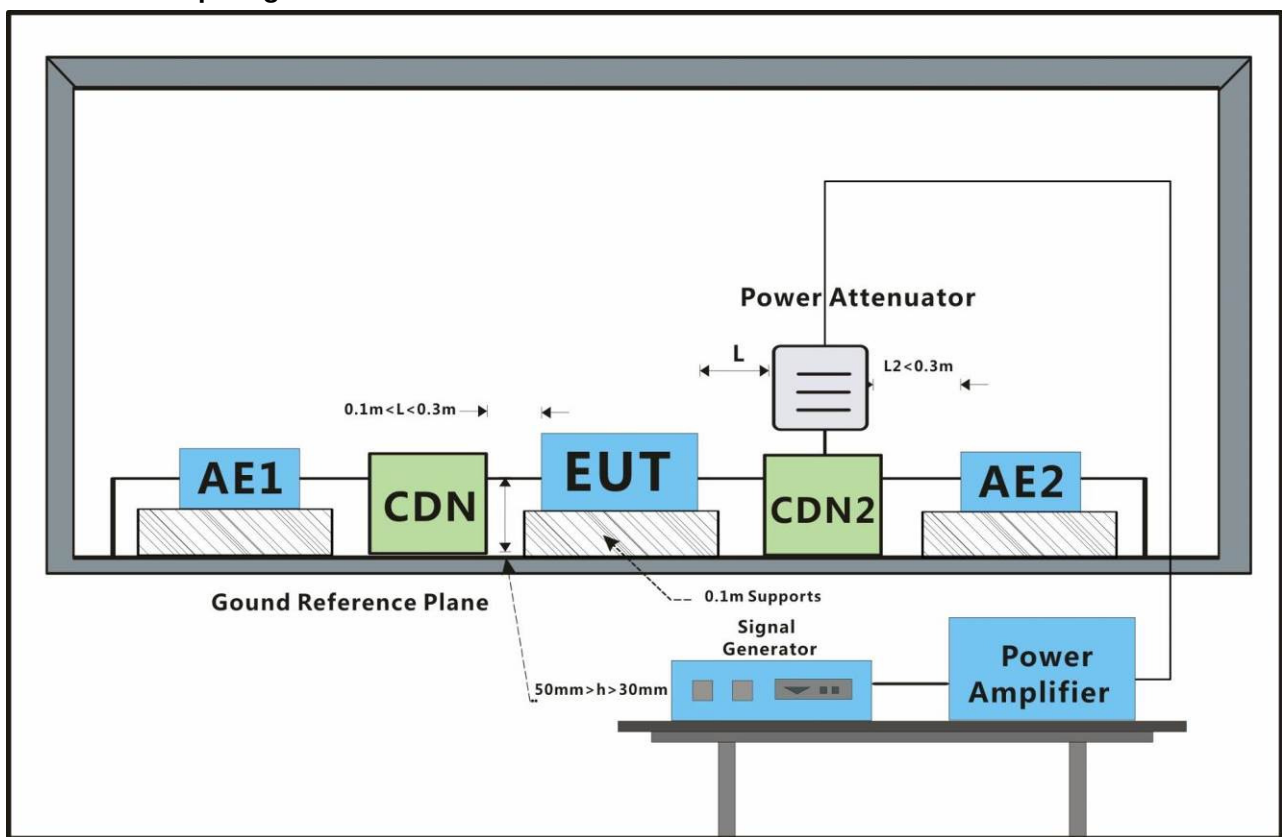 Power Attenuator
L
L2<0.3m
0.1m<L<0.3m
AE1
CDN
EUT
CDN2
AE2
Gound Reference Plane
0.1m Supports
50mm>h>30mm
Signal
Generator
Power
Amplifier